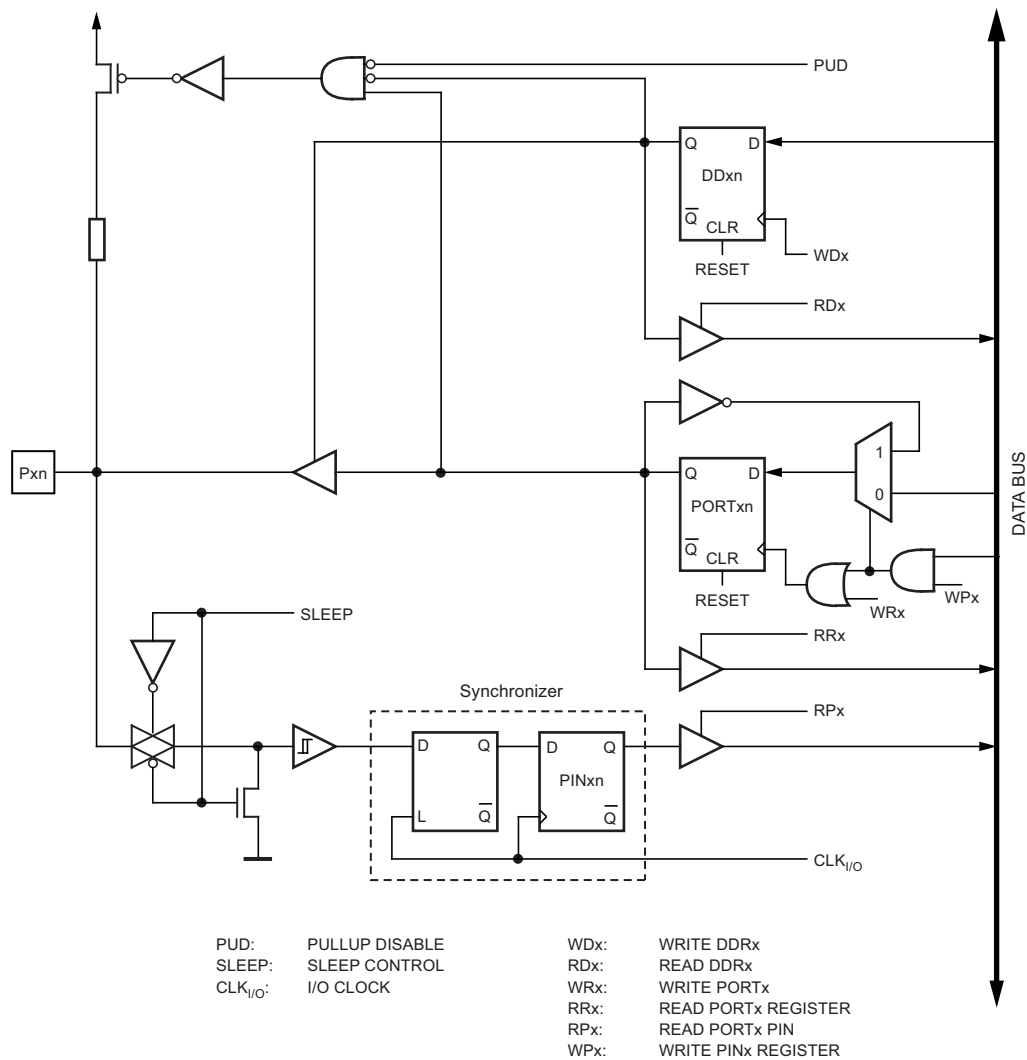 PUD
Q D
DDxn
Q
CLR
RESET
WDx
RDx
Pxn
1
0
Q D
PORTxn
Q
CLR
RESET
WRx
WPx
DATA BUS
SLEEP
RRx
Synchronizer
RPx
D Q
L Q
D Q
PINxn
Q
CLK I/O
PUD: PULLUP DISABLE
SLEEP: SLEEP CONTROL
CLK I/O: I/O CLOCK
WDx: WRITE DDRx
RDx: READ DDRx
WRx: WRITE PORTx
RRx: READ PORTx REGISTER
RPx: READ PORTx PIN
WPx: WRITE PINx REGISTER